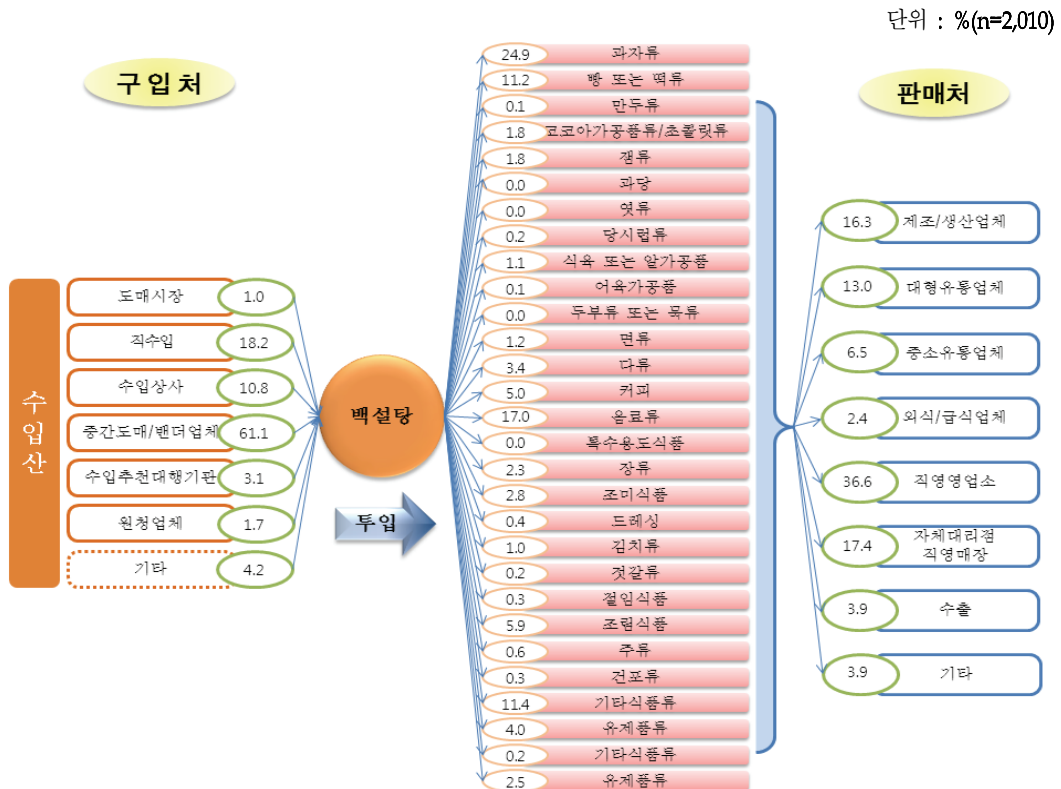 단위 : %(n=2,010)
구 입 처
판매처
수입산
도매시장 1.0
직수입 18.2
수입상사 10.8
중간도매/밴더업체 61.1
수입추천대행기관 3.1
원청업체 1.7
기타 4.2
백설탕
투입
24.9 과자류
11.2 빵 또는 떡류
0.1 만두류
1.8 코코아가공품류/초콜릿류
1.8 잼류
0.0 과당
0.0 엿류
0.2 당시럽류
1.1 식육 또는 알가공품
0.1 어육가공품
0.0 두부류 또는 묵류
1.2 면류
3.4 다류
5.0 커피
17.0 음료류
0.0 특수용도식품
2.3 장류
2.8 조미식품
0.4 드레싱
1.0 김치류
0.2 젓갈류
0.3 절임식품
5.9 조림식품
0.6 주류
0.3 건포류
11.4 기타식품류
4.0 유제품류
0.2 기타식품류
2.5 유제품류
16.3 제조/생산업체
13.0 대형유통업체
6.5 중소유통업체
2.4 외식/급식업체
36.6 직영영업소
17.4 자체대리점
직영매장
3.9 수출
3.9 기타